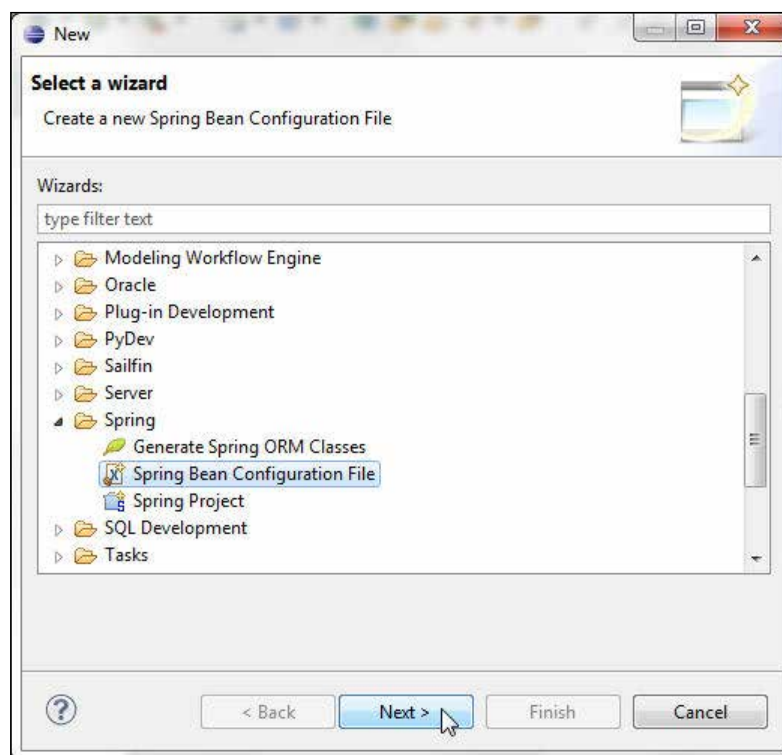 New
Select a wizard
Create a new Spring Bean Configuration File
Wizards:
type filter text
Modeling Workflow Engine
Oracle
Plug-in Development
PyDev
Sailfin
Server
Spring
Generate Spring ORM Classes
Spring Bean Configuration File
Spring Project
SQL Development
Tasks
? < Back Next > Finish Cancel